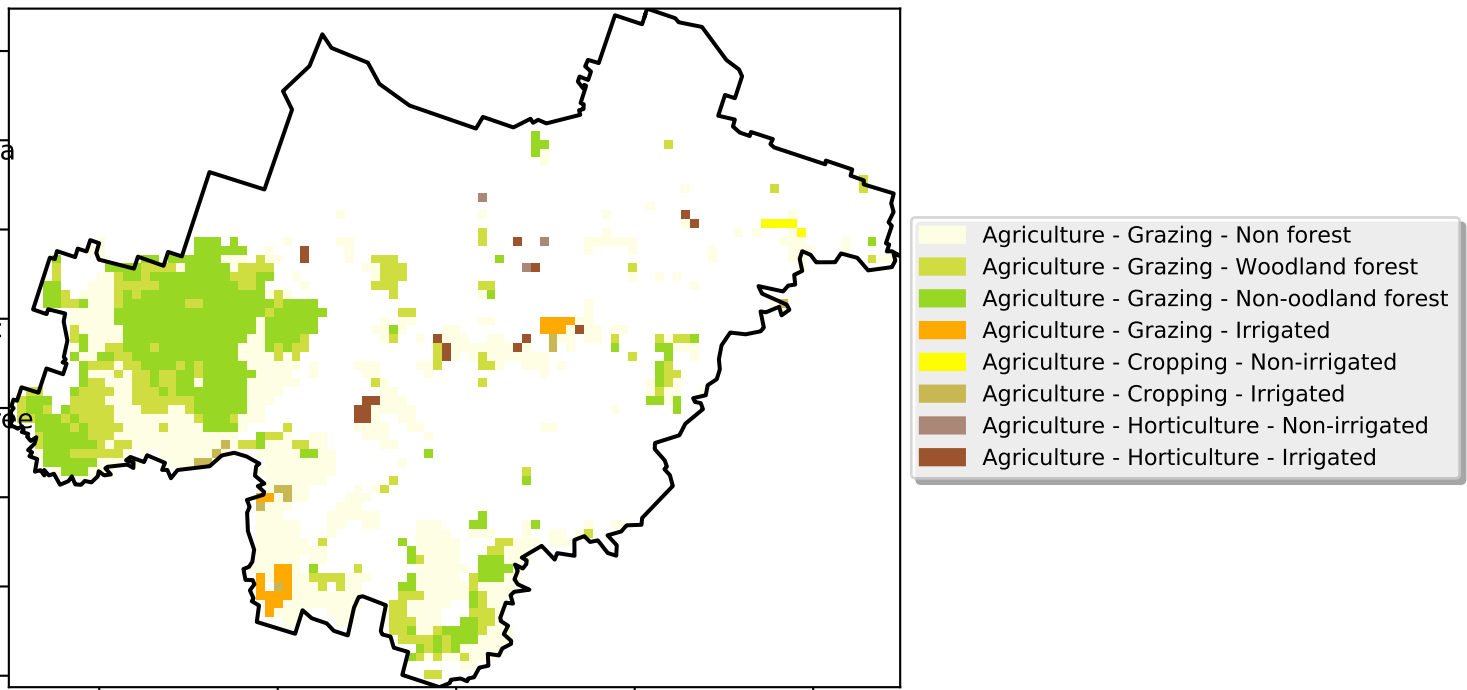 a
ee
Agriculture - Grazing - Non forest
Agriculture - Grazing - Woodland forest
Agriculture - Grazing - Non-oodland forest
Agriculture - Grazing - Irrigated
Agriculture - Cropping - Non-irrigated
Agriculture - Cropping - Irrigated
Agriculture - Horticulture - Non-irrigated
Agriculture - Horticulture - Irrigated